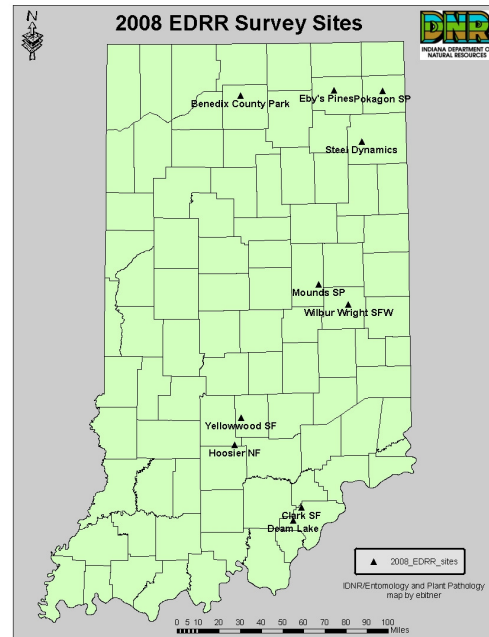 N
2008 EDRR Survey Sites
DNR
INDIANA DEPARTMENT OF
NATURAL RESOURCES
Benedix County Park
Eby's Pines
Pokagon SP
Steel Dynamics
Mounds SP
Wilbur Wright SFW
Yellowwood SF
Hoosier NF
Clark SF
Deam Lake
2008_EDRR_sites
IDNR/Entomology and Plant Pathology
map by ebitner
0 5 10 20 30 40 50 60 70 80 90 100
Miles